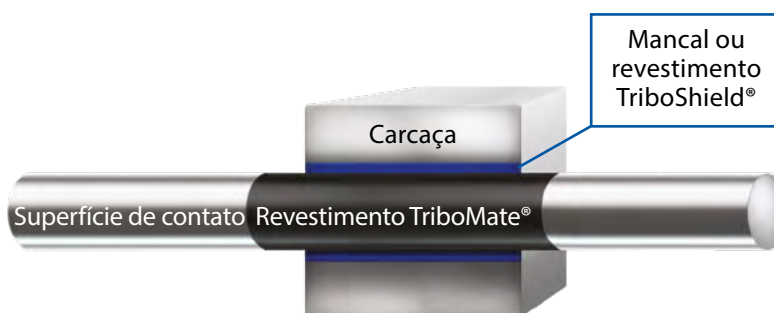 Mancal ou
revestimento
TriboShield®
Carcaça
Superfície de contato Revestimento TriboMate®